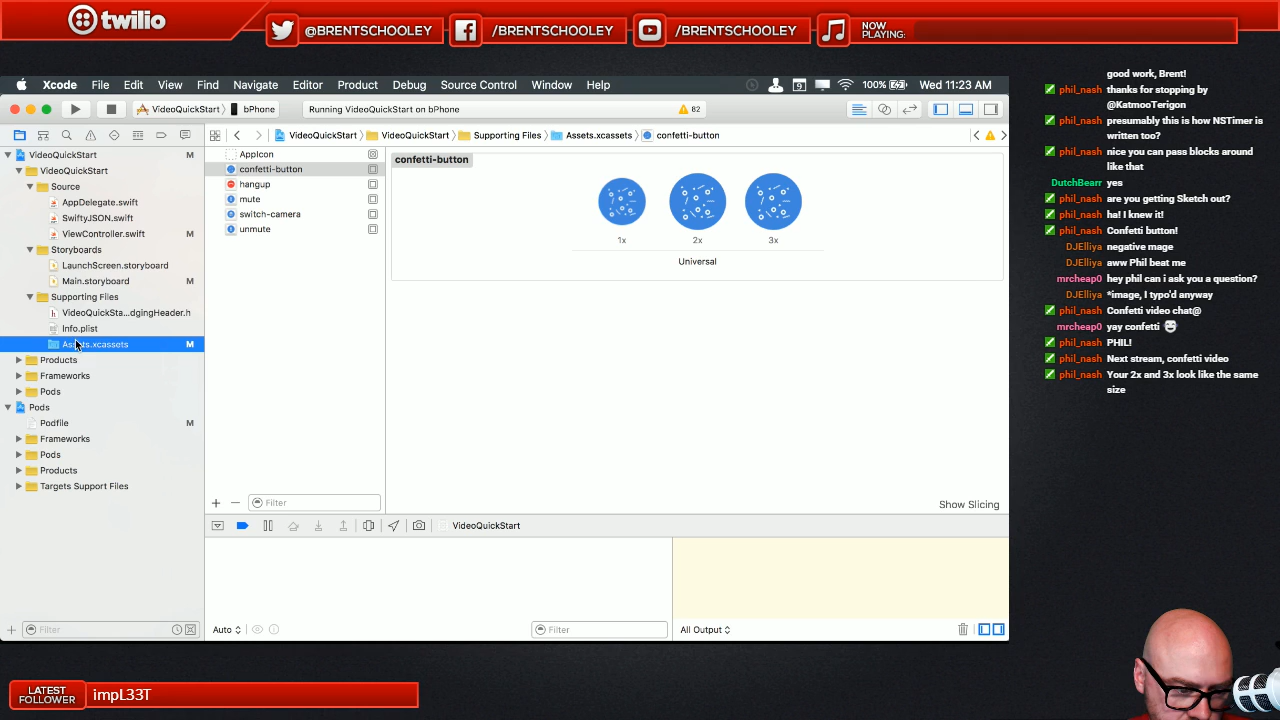 twilio
@BRENTSCHOOLEY
/BRENTSCHOOLEY
/BRENTSCHOOLEY
NOW
PLAYING:
Xcode File Edit View Find Navigate Editor Product Debug Source Control Window Help
9 100% Wed 11:23 AM
VideoQuickStart bPhone
Running VideoQuickStart on bPhone
62
VideoQuickStart VideoQuickStart Supporting Files Assets.xcassets confetti-button
VideoQuickStart M
VideoQuickStart
Source
AppDelegate.swift
SwiftyJSON.swift
ViewController.swift M
Storyboards
LaunchScreen.storyboard
Main.storyboard M
Supporting Files
VideoQuickSta...dgingHeader.h
Info.plist
Assets.xcassets M
Products
Frameworks
Pods
Pods
Podfile M
Frameworks
Pods
Products
Targets Support Files
Filter
AppIcon
confetti-button
hangup
mute
switch-camera
unmute
Filter
confetti-button
1x 2x 3x
Universal
Show Slicing
VideoQuickStart
Auto
Filter
All Output
good work, Brent!
phil_nash thanks for stopping by
@KatmooTerigon
phil_nash presumably this is how NSTimer is
written too?
phil_nash nice you can pass blocks around
like that
DutchBearr yes
phil_nash are you getting Sketch out?
phil_nash ha! I knew it!
phil_nash Confetti button!
DJElliya negative mage
DJElliya aww Phil beat me
mrcheap0 hey phil can i ask you a question?
DJElliya *image, I typo'd anyway
phil_nash Confetti video chat@
mrcheap0 yay confetti
phil_nash PHIL!
phil_nash Next stream, confetti video
phil_nash Your 2x and 3x look like the same
size
LATEST
FOLLOWER
impL33T